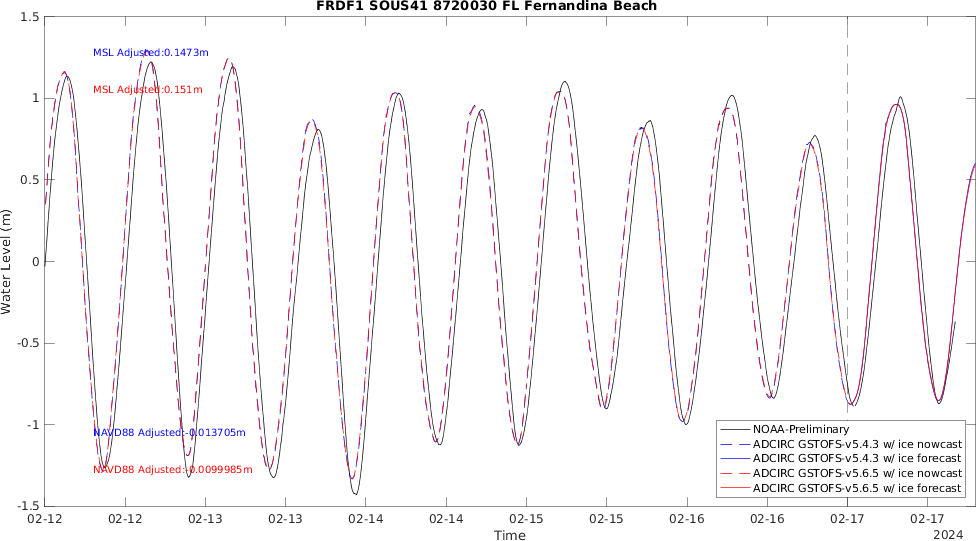 FRDF1 SOUS41 8720030 FL Fernandina Beach
1.5
MSL Adjusted:0.1473m
1
MSL Adjusted:0.151m
0.5
0
Water Level (m)
-0.5
-1
NAVD88 Adjusted:-0.013705m
NAVD88 Adjusted:-0.0099985m
-1.5
NOAA-Preliminary
ADCIRC GSTOFS-v5.4.3 w/ ice nowcast
ADCIRC GSTOFS-v5.4.3 w/ ice forecast
ADCIRC GSTOFS-v5.6.5 w/ ice nowcast
ADCIRC GSTOFS-v5.6.5 w/ ice forecast
02-12 02-12 02-13 02-13 02-14 02-14 02-15 02-15 02-16 02-16 02-17 02-17
Time
2024